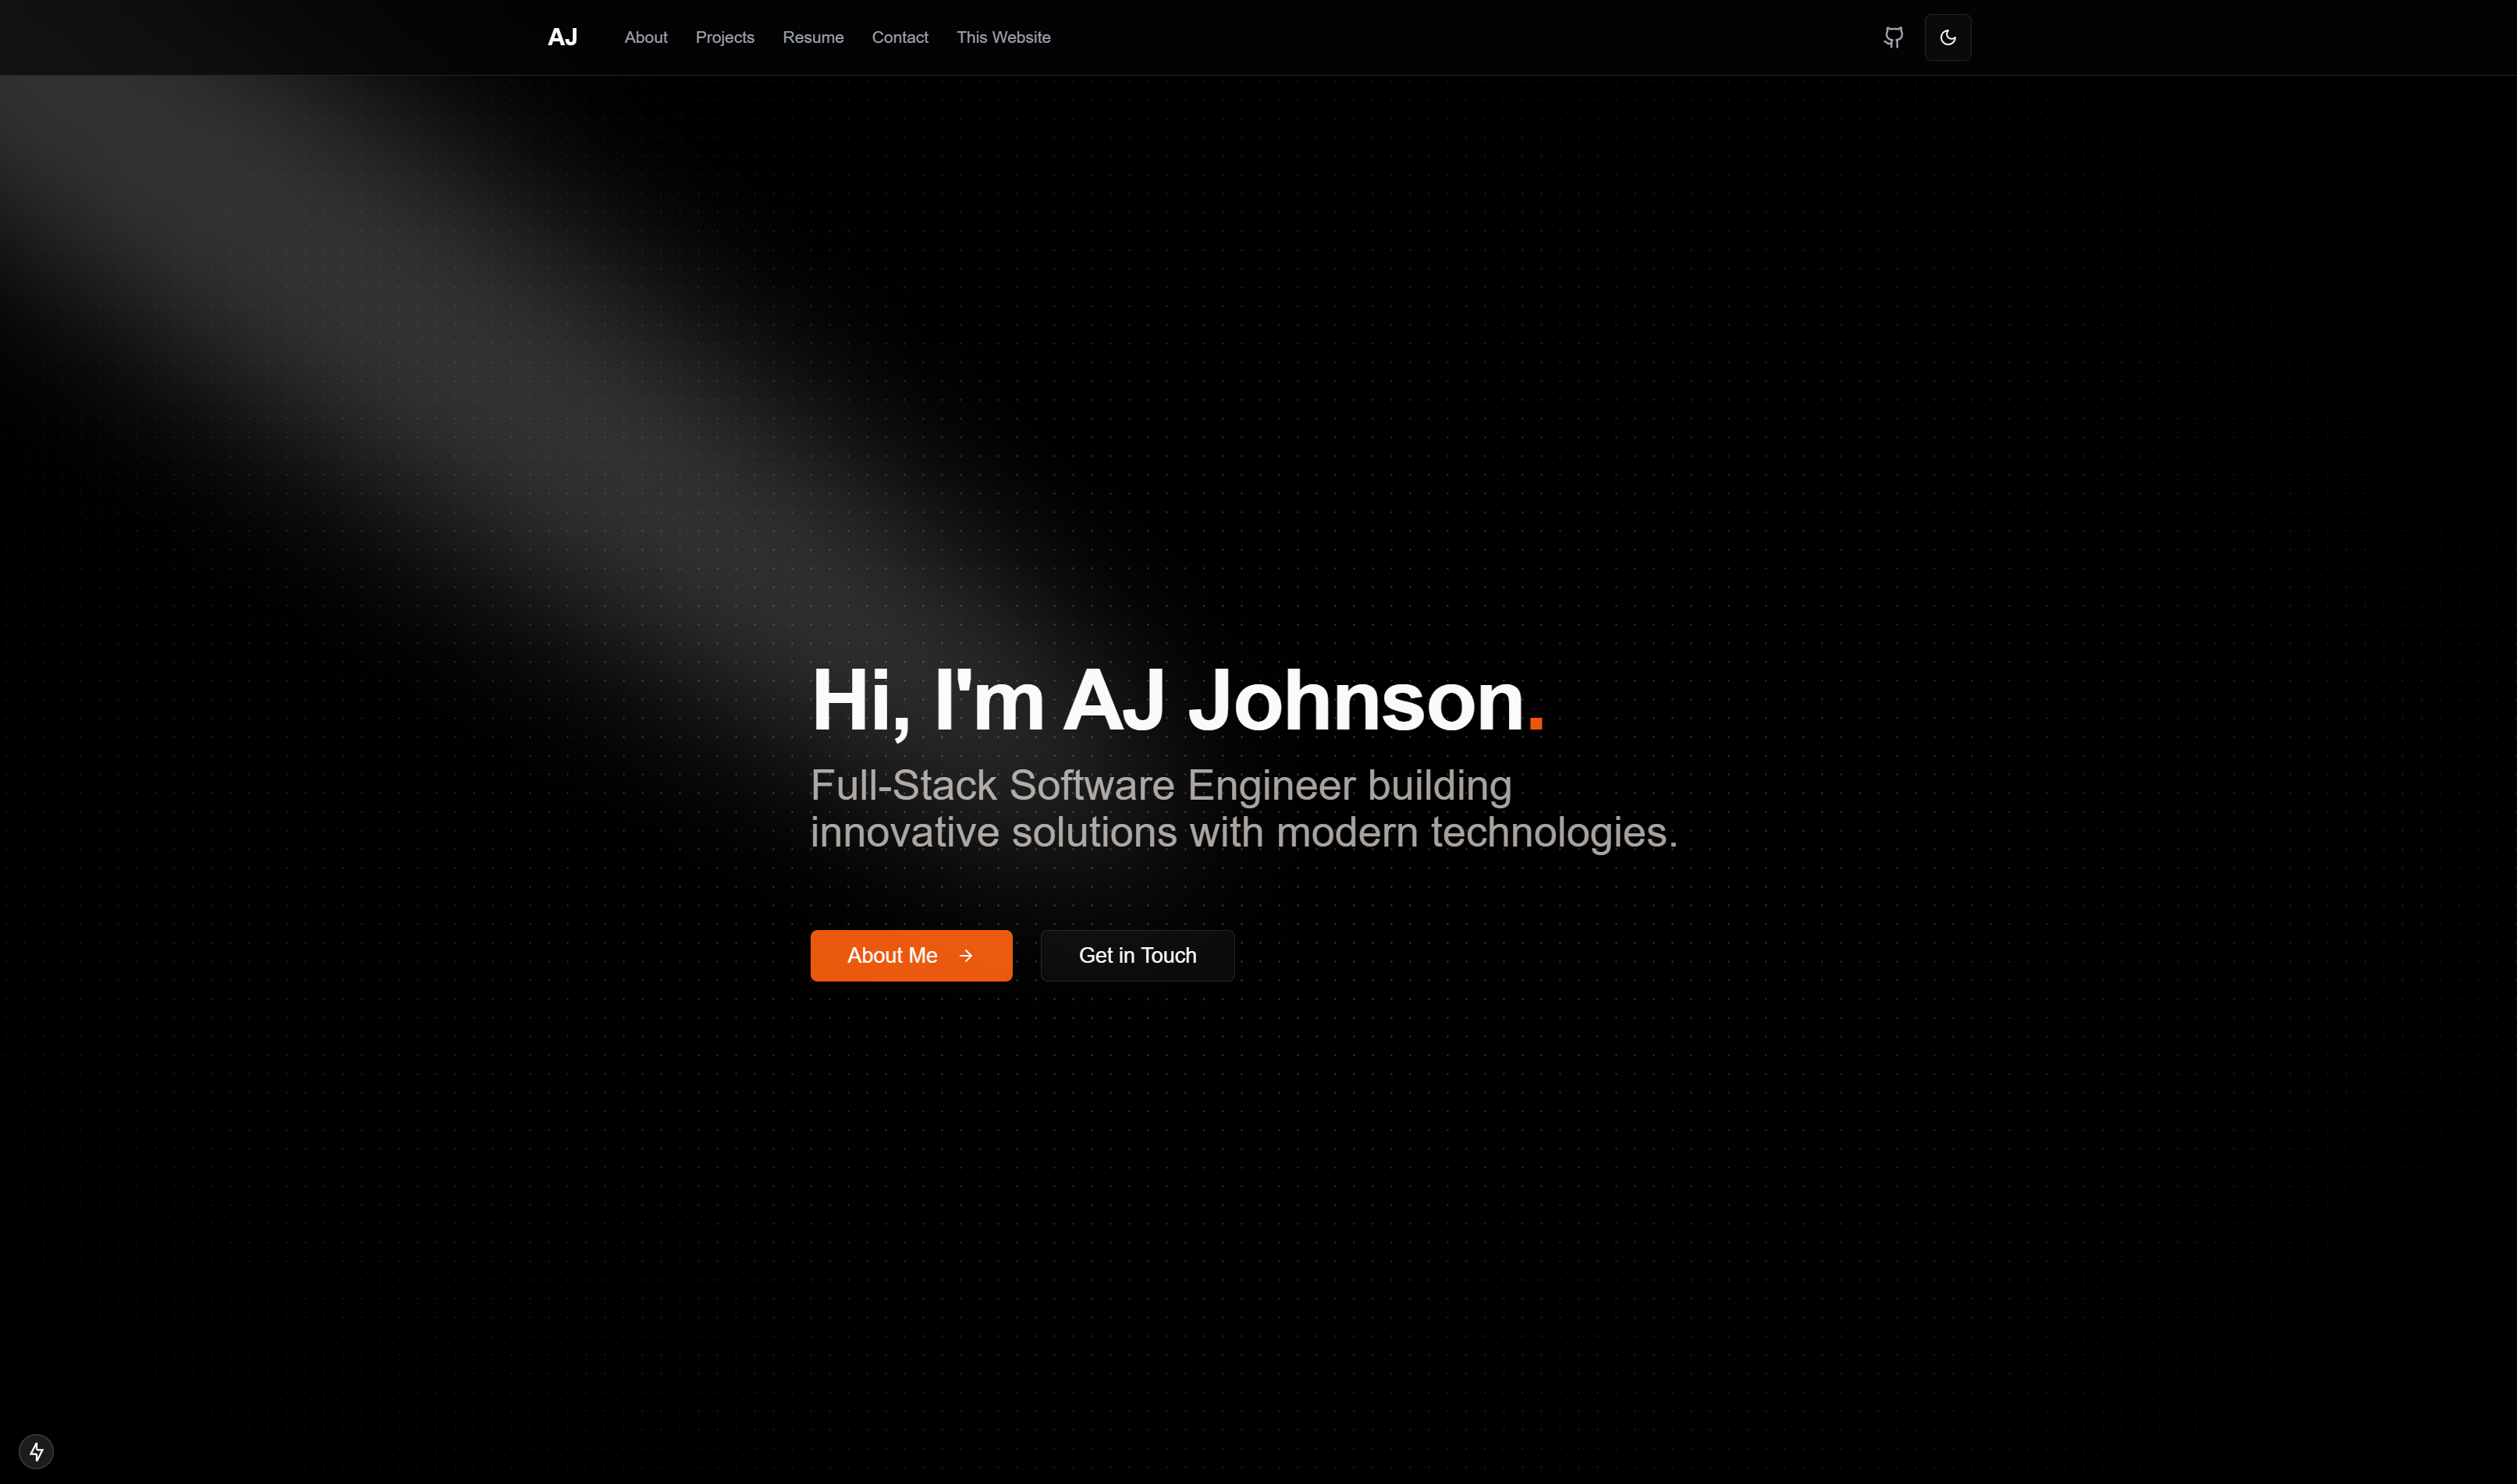 AJ About Projects Resume Contact This Website
Hi, I'm AJ Johnson.
Full-Stack Software Engineer building
innovative solutions with modern technologies.
About Me Get in Touch